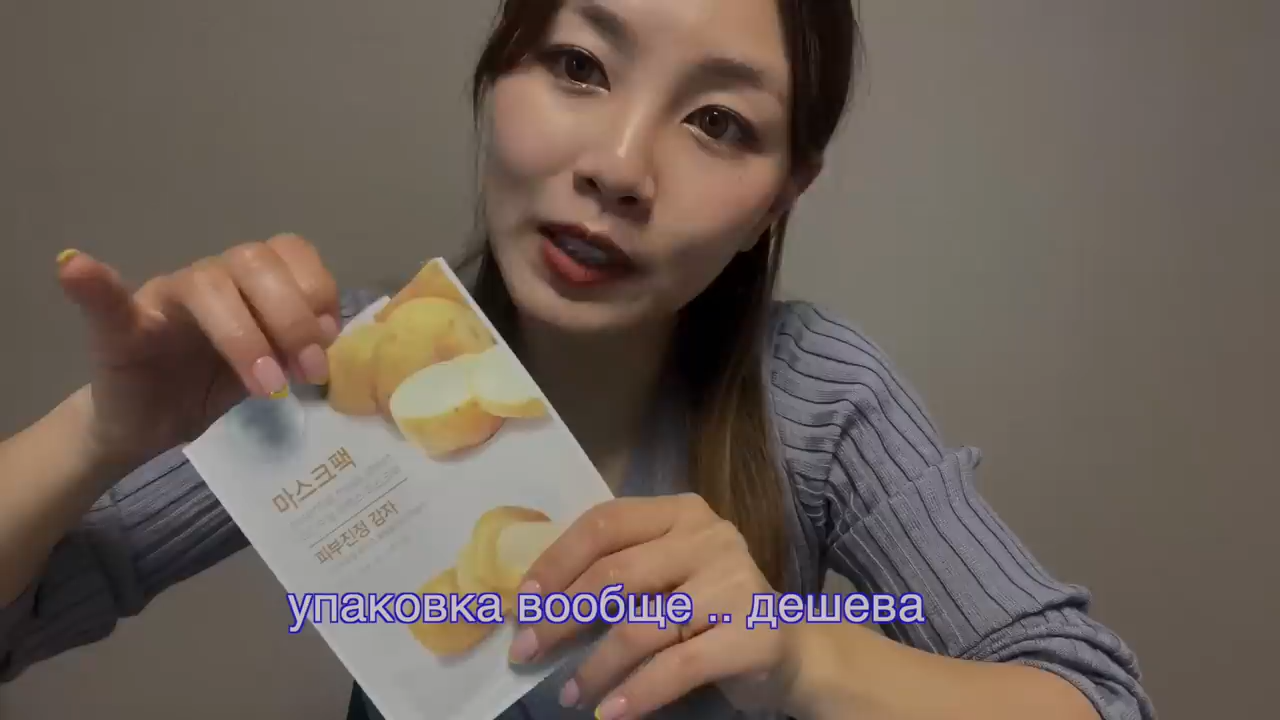 마스크팩
피부진정 감자
упаковка вообще .. дешева